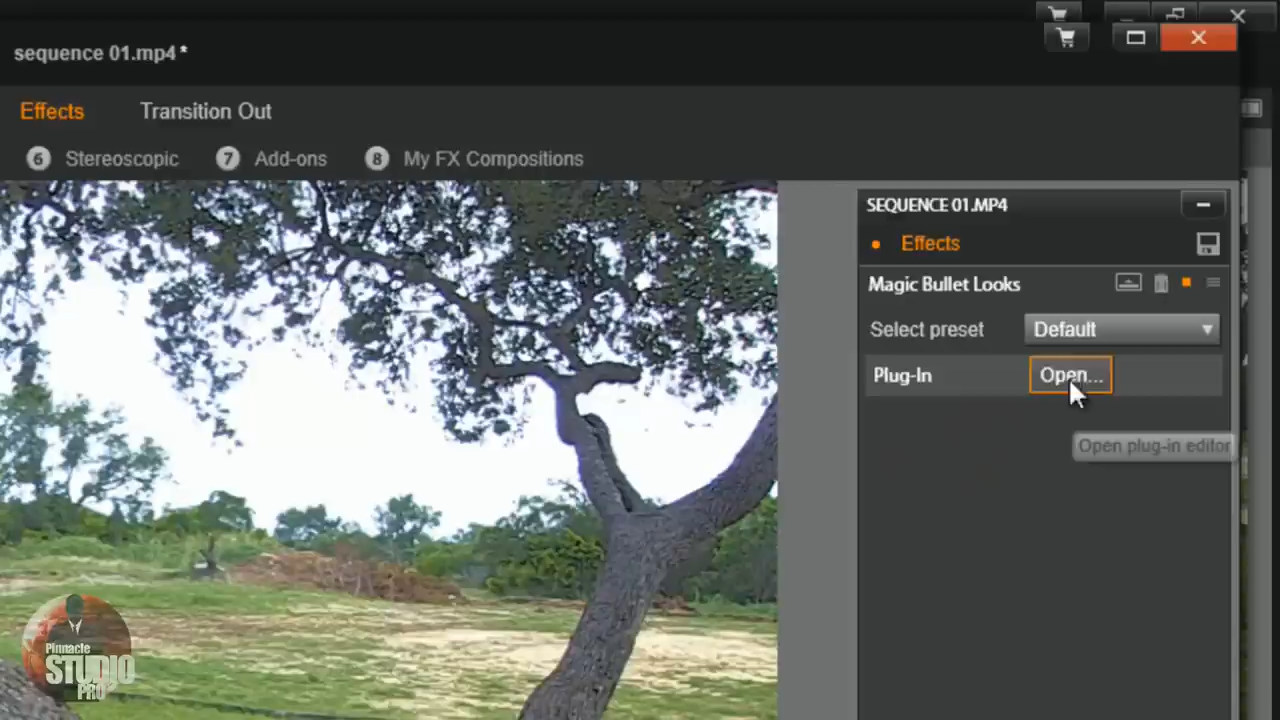 sequence 01.mp4*
Effects
Transition Out
6 Stereoscopic
7 Add-ons
8 My FX Compositions
SEQUENCE 01.MP4
Effects
Magic Bullet Looks
Select preset
Default
Plug-In
Open...
Open plug-in editor
Pinnacle
STUDIO
PRO